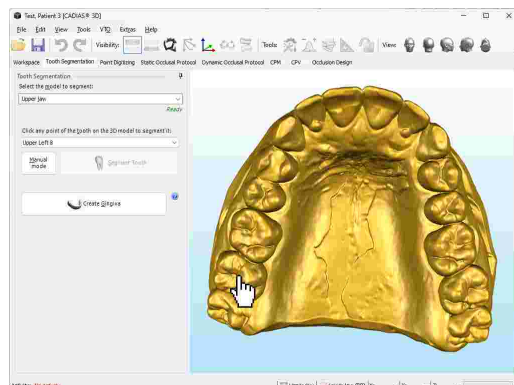 Test, Patient 3 [CADIAS® 3D]
File Edit View Tools VTO Extras Help
Visibility: Tools: View:
Workspace Tooth Segmentation Point Digitizing Static Occlusal Protocol Dynamic Occlusal Protocol CPM CPV Occlusion Design
Tooth Segmentation
Select the model to segment:
Upper Jaw
Ready
Click any point of the tooth on the 3D model to segment it:
Upper Left 8
Manual mode
Segment Tooth
Create Gingiva